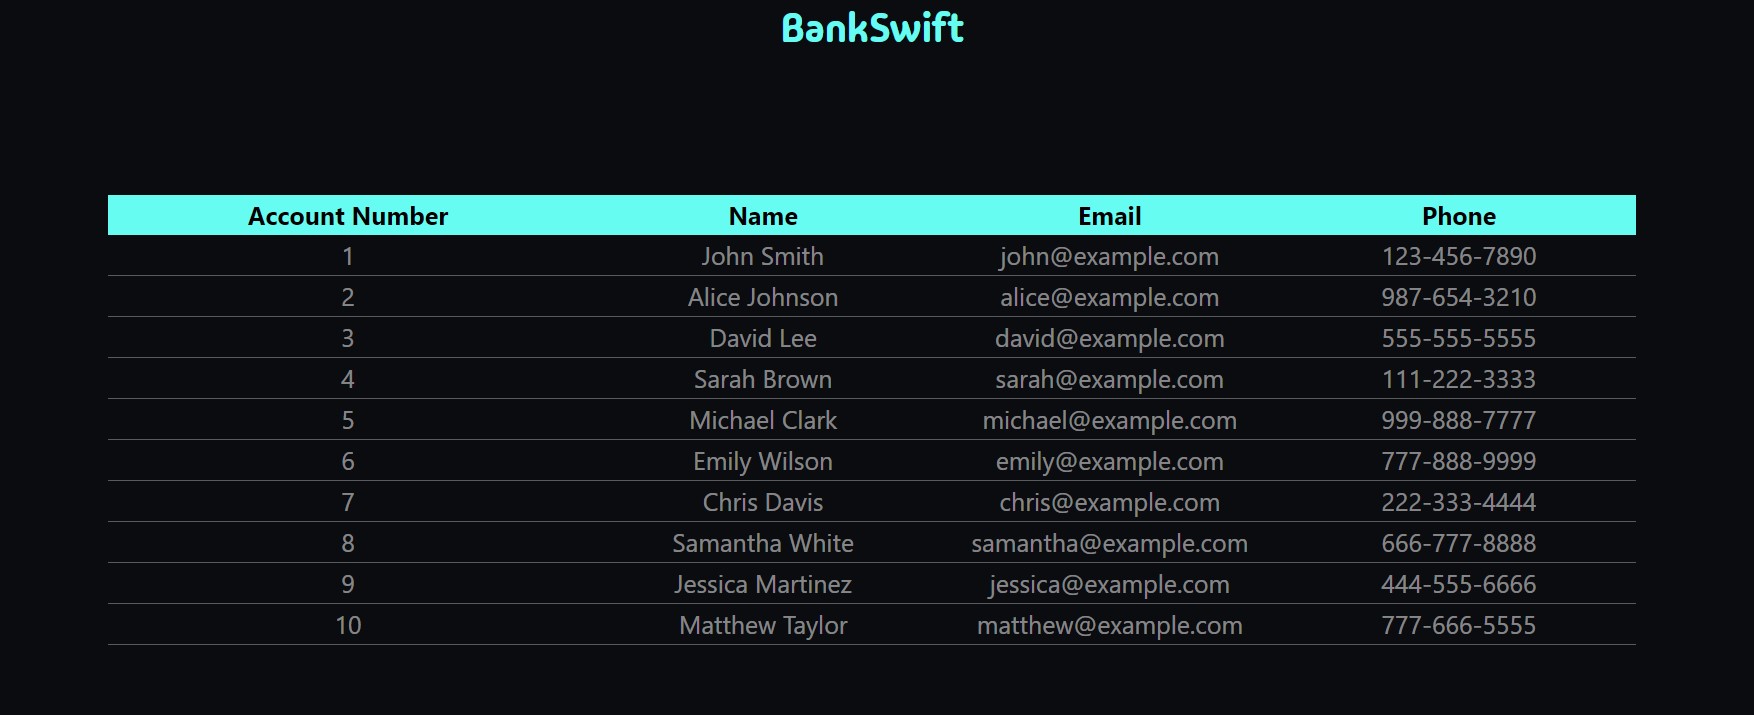 BankSwift
Account Number Name Email Phone
1 John Smith john@example.com 123-456-7890
2 Alice Johnson alice@example.com 987-654-3210
3 David Lee david@example.com 555-555-5555
4 Sarah Brown sarah@example.com 111-222-3333
5 Michael Clark michael@example.com 999-888-7777
6 Emily Wilson emily@example.com 777-888-9999
7 Chris Davis chris@example.com 222-333-4444
8 Samantha White samantha@example.com 666-777-8888
9 Jessica Martinez jessica@example.com 444-555-6666
10 Matthew Taylor matthew@example.com 777-666-5555